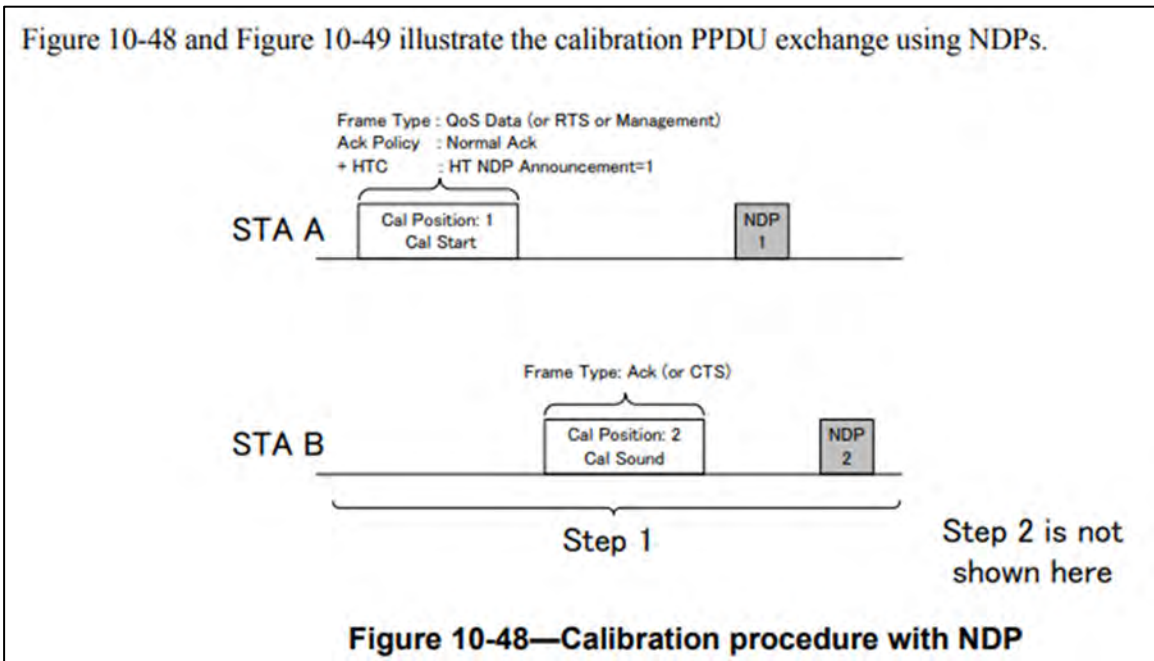 Figure 10-48 and Figure 10-49 illustrate the calibration PPDU exchange using NDPs.
Frame Type : QoS Data (or RTS or Management)
Ack Policy : Normal Ack
+ HTC : HT NDP Announcement=1
STA A
Cal Position: 1
Cal Start
NDP
1
Frame Type: Ack (or CTS)
STA B
Cal Position: 2
Cal Sound
NDP
2
Step 1
Step 2 is not
shown here
Figure 10-48—Calibration procedure with NDP